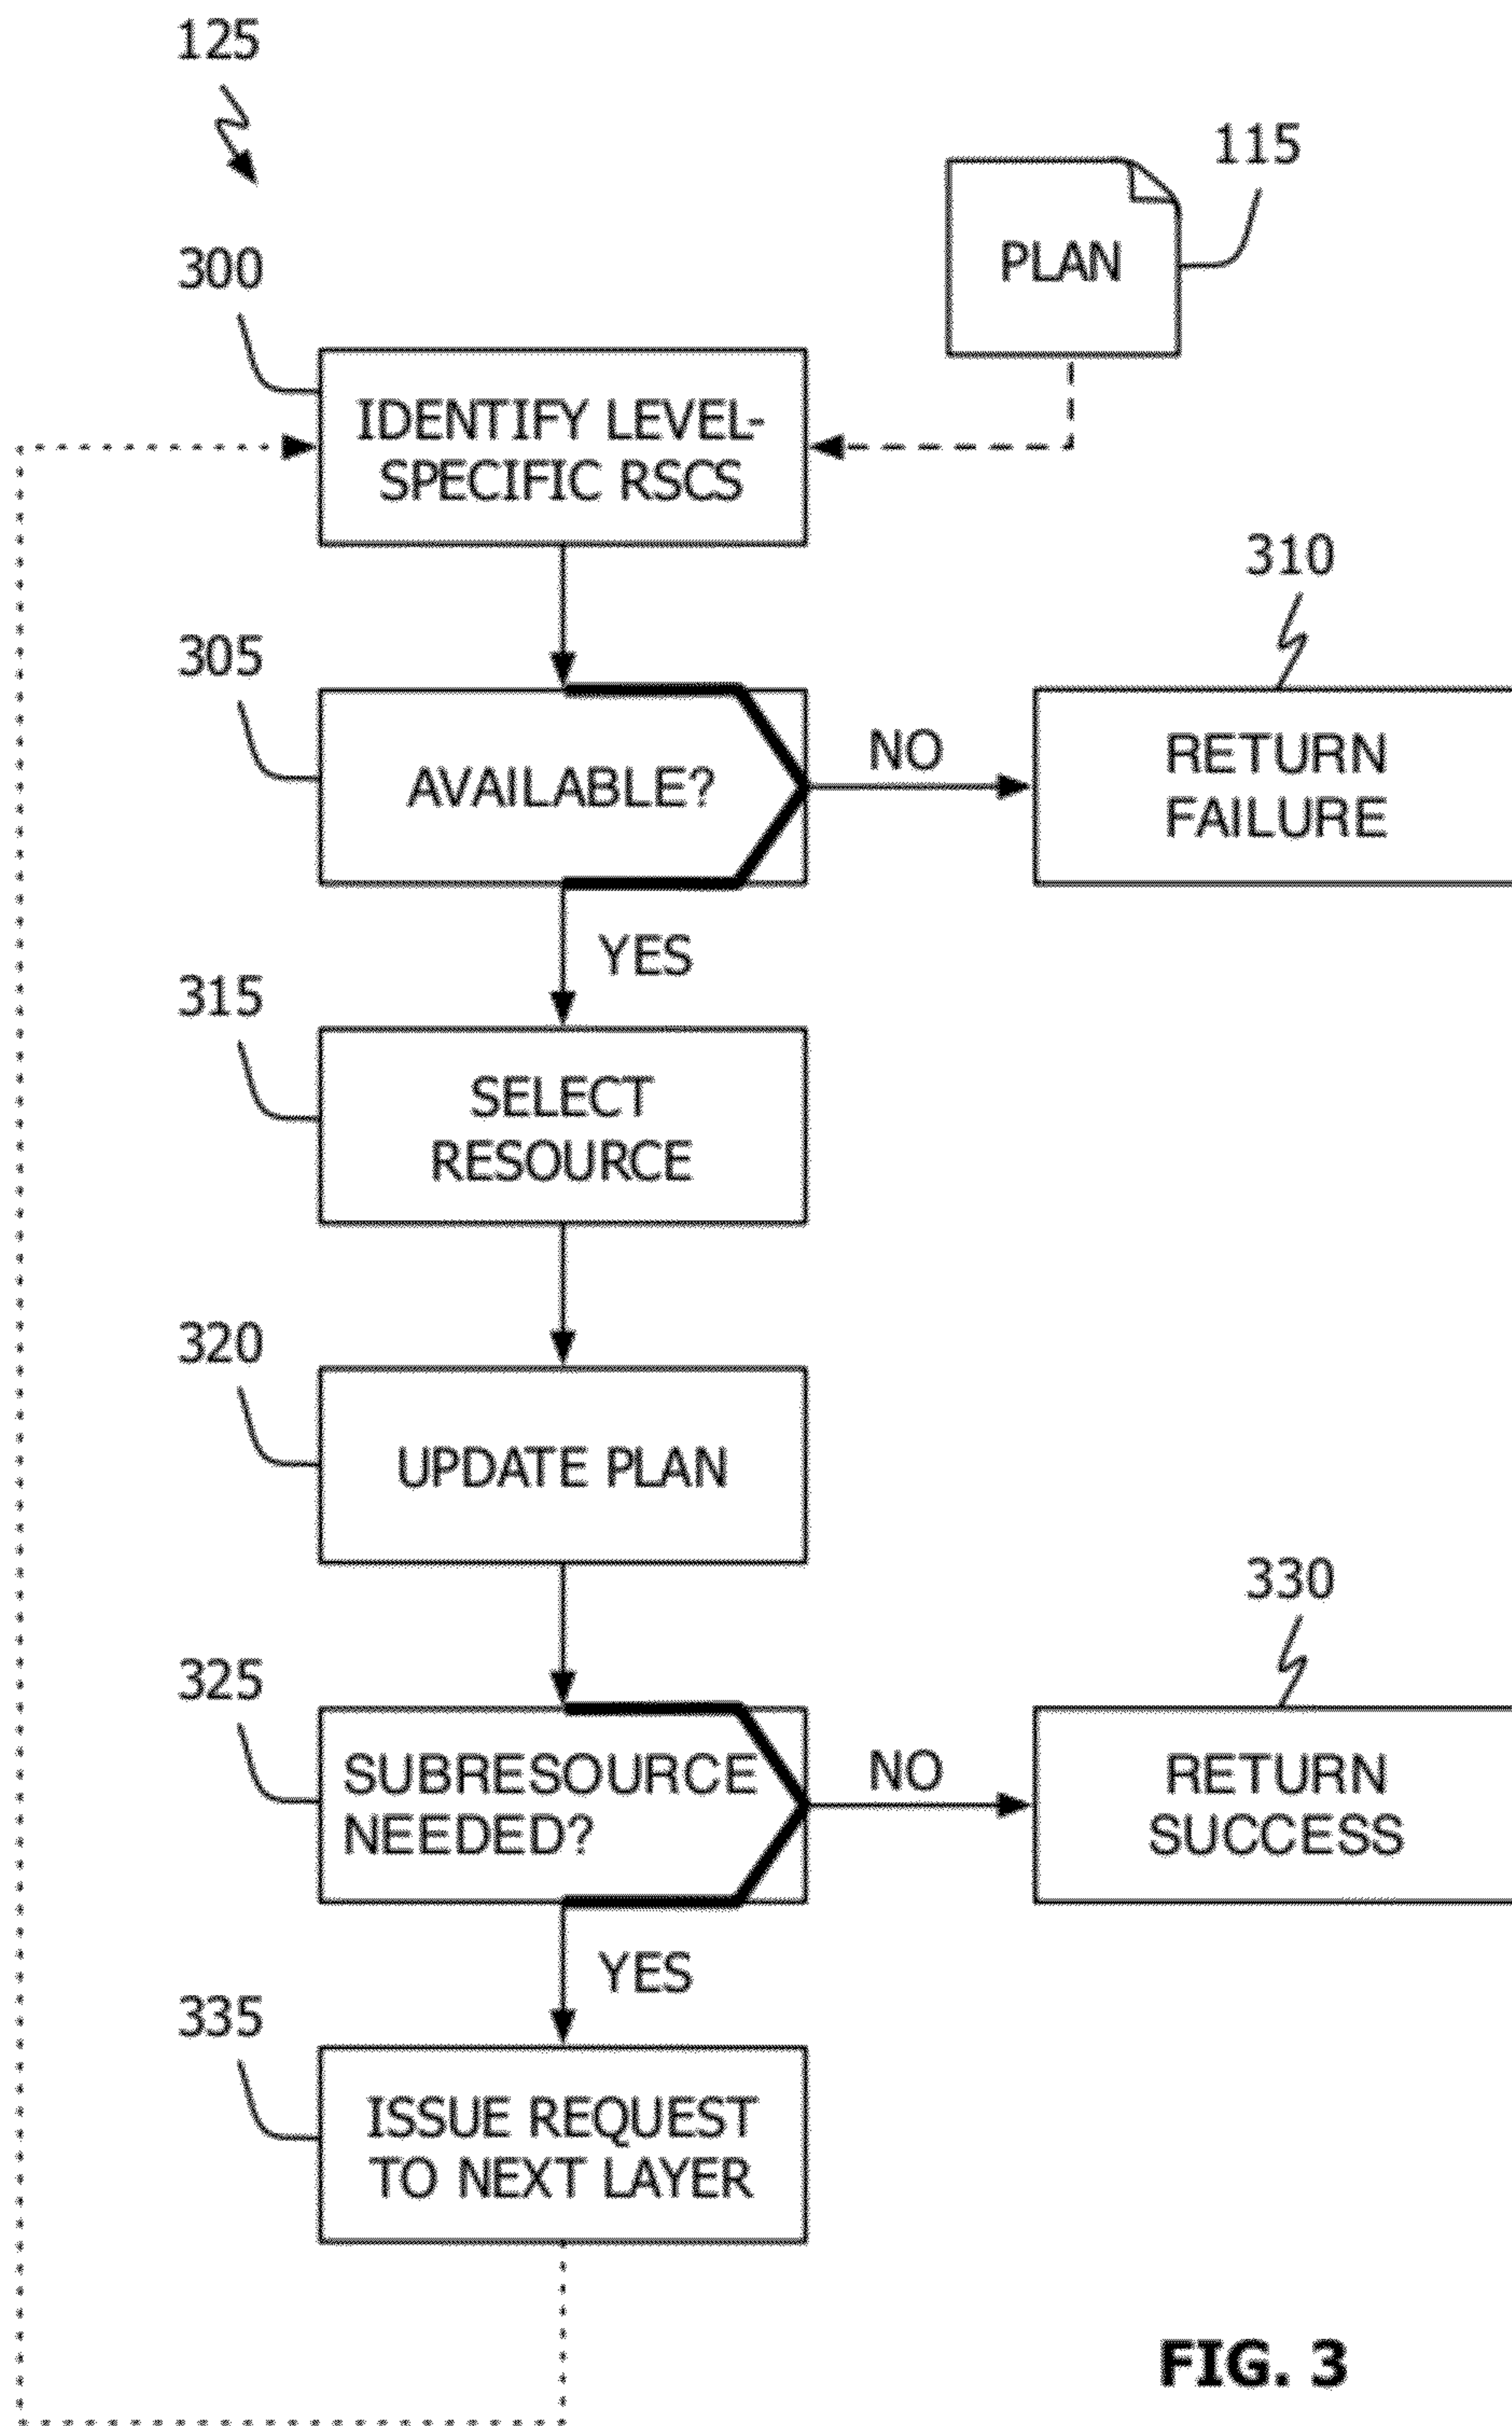 125
115
PLAN
300
IDENTIFY LEVEL-
SPECIFIC RSCS
310
305
AVAILABLE?
NO
RETURN
FAILURE
YES
315
SELECT
RESOURCE
320
UPDATE PLAN
330
325
SUBRESOURCE
NEEDED?
NO
RETURN
SUCCESS
YES
335
ISSUE REQUEST
TO NEXT LAYER
FIG. 3